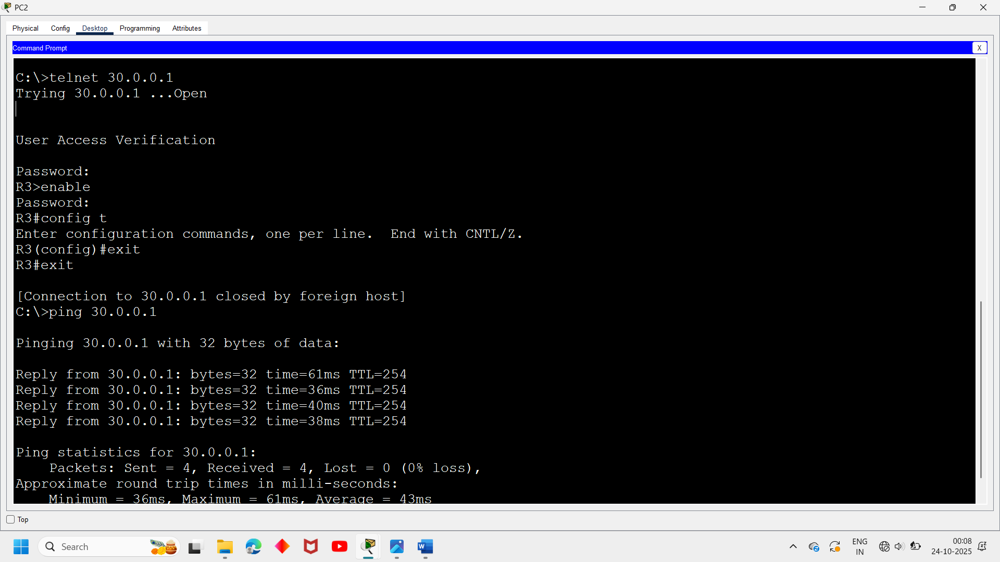 PC2
Physical Config Desktop Programming Attributes
Command Prompt X
C:\>telnet 30.0.0.1
Trying 30.0.0.1 ...Open
User Access Verification
Password:
R3>enable
Password:
R3#config t
Enter configuration commands, one per line.  End with CNTL/Z.
R3(config)#exit
R3#exit
[Connection to 30.0.0.1 closed by foreign host]
C:\>ping 30.0.0.1
Pinging 30.0.0.1 with 32 bytes of data:
Reply from 30.0.0.1: bytes=32 time=61ms TTL=254
Reply from 30.0.0.1: bytes=32 time=36ms TTL=254
Reply from 30.0.0.1: bytes=32 time=40ms TTL=254
Reply from 30.0.0.1: bytes=32 time=38ms TTL=254
Ping statistics for 30.0.0.1:
    Packets: Sent = 4, Received = 4, Lost = 0 (0% loss),
Approximate round trip times in milli-seconds:
    Minimum = 36ms, Maximum = 61ms, Average = 43ms
Top
Search
W
ENG
IN
00:08
24-10-2025